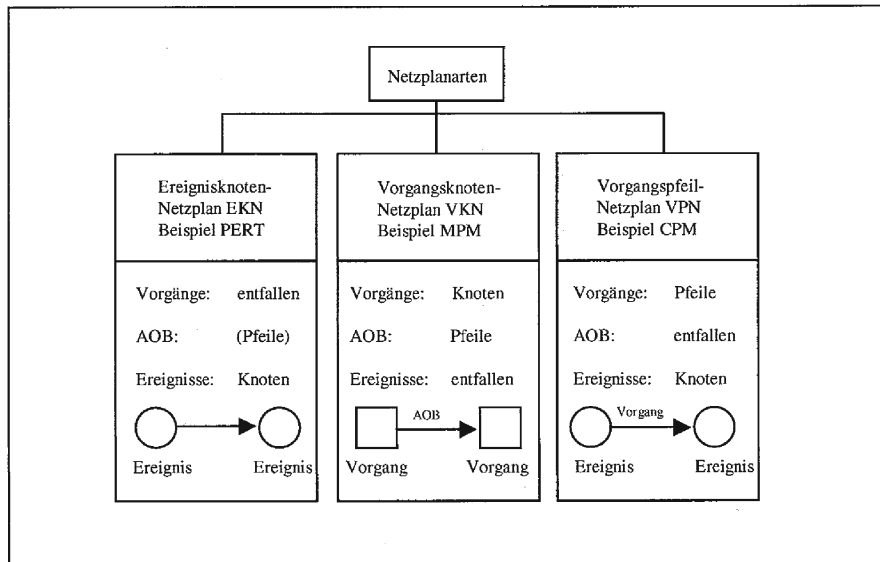 Netzplanarten
Ereignisknoten-
Netzplan EKN
Beispiel PERT
Vorgänge: entfallen
AOB: (Pfeile)
Ereignisse: Knoten
Ereignis Ereignis
Vorgangsknoten-
Netzplan VKN
Beispiel MPM
Vorgänge: Knoten
AOB: Pfeile
Ereignisse: entfallen
AOB
Vorgang Vorgang
Vorgangspfeil-
Netzplan VPN
Beispiel CPM
Vorgänge: Pfeile
AOB: entfallen
Ereignisse: Knoten
Vorgang
Ereignis Ereignis